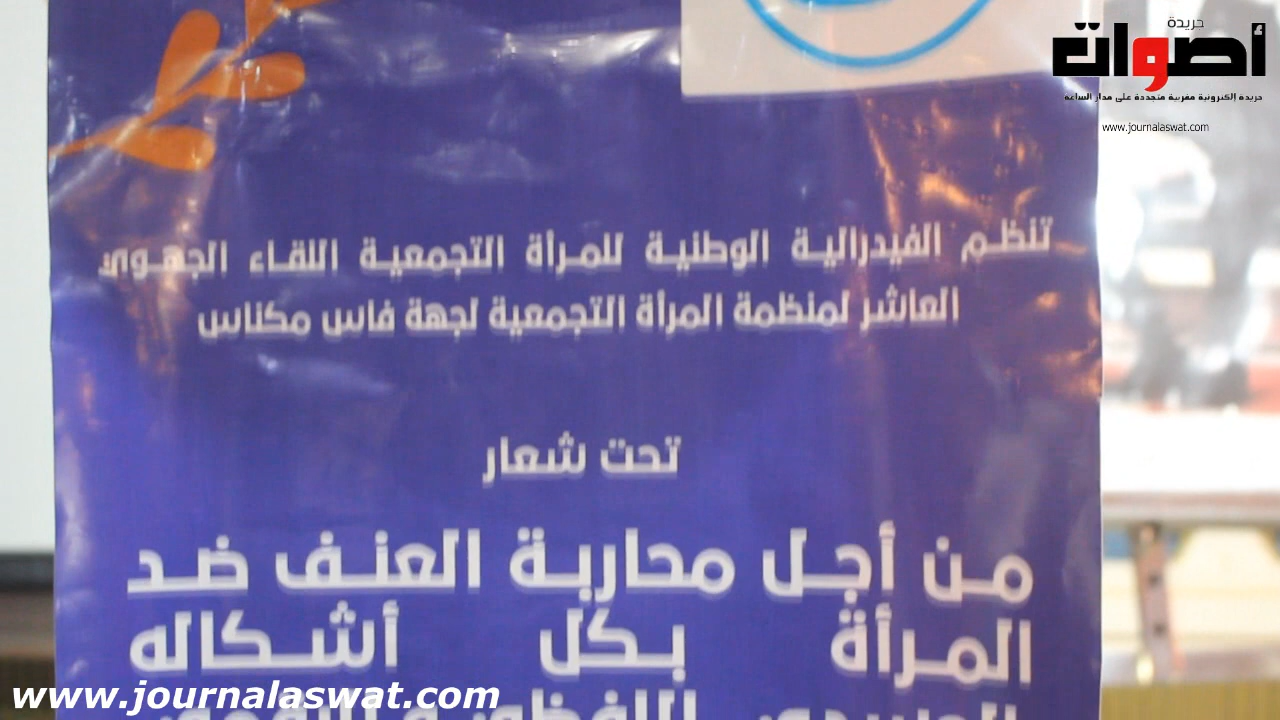 جريدة
أصوات
جريدة إلكترونية مغربية متجددة على مدار الساعة
www.journalaswat.com
تنظم الفيدرالية الوطنية للمرأة التجمعية اللقاء الجهوي
العاشر لمنظمة المرأة التجمعية لجهة فاس مكناس
تحت شعار
من أجل محاربة العنف ضد
المرأة بكل أشكاله
www.journalaswat.com